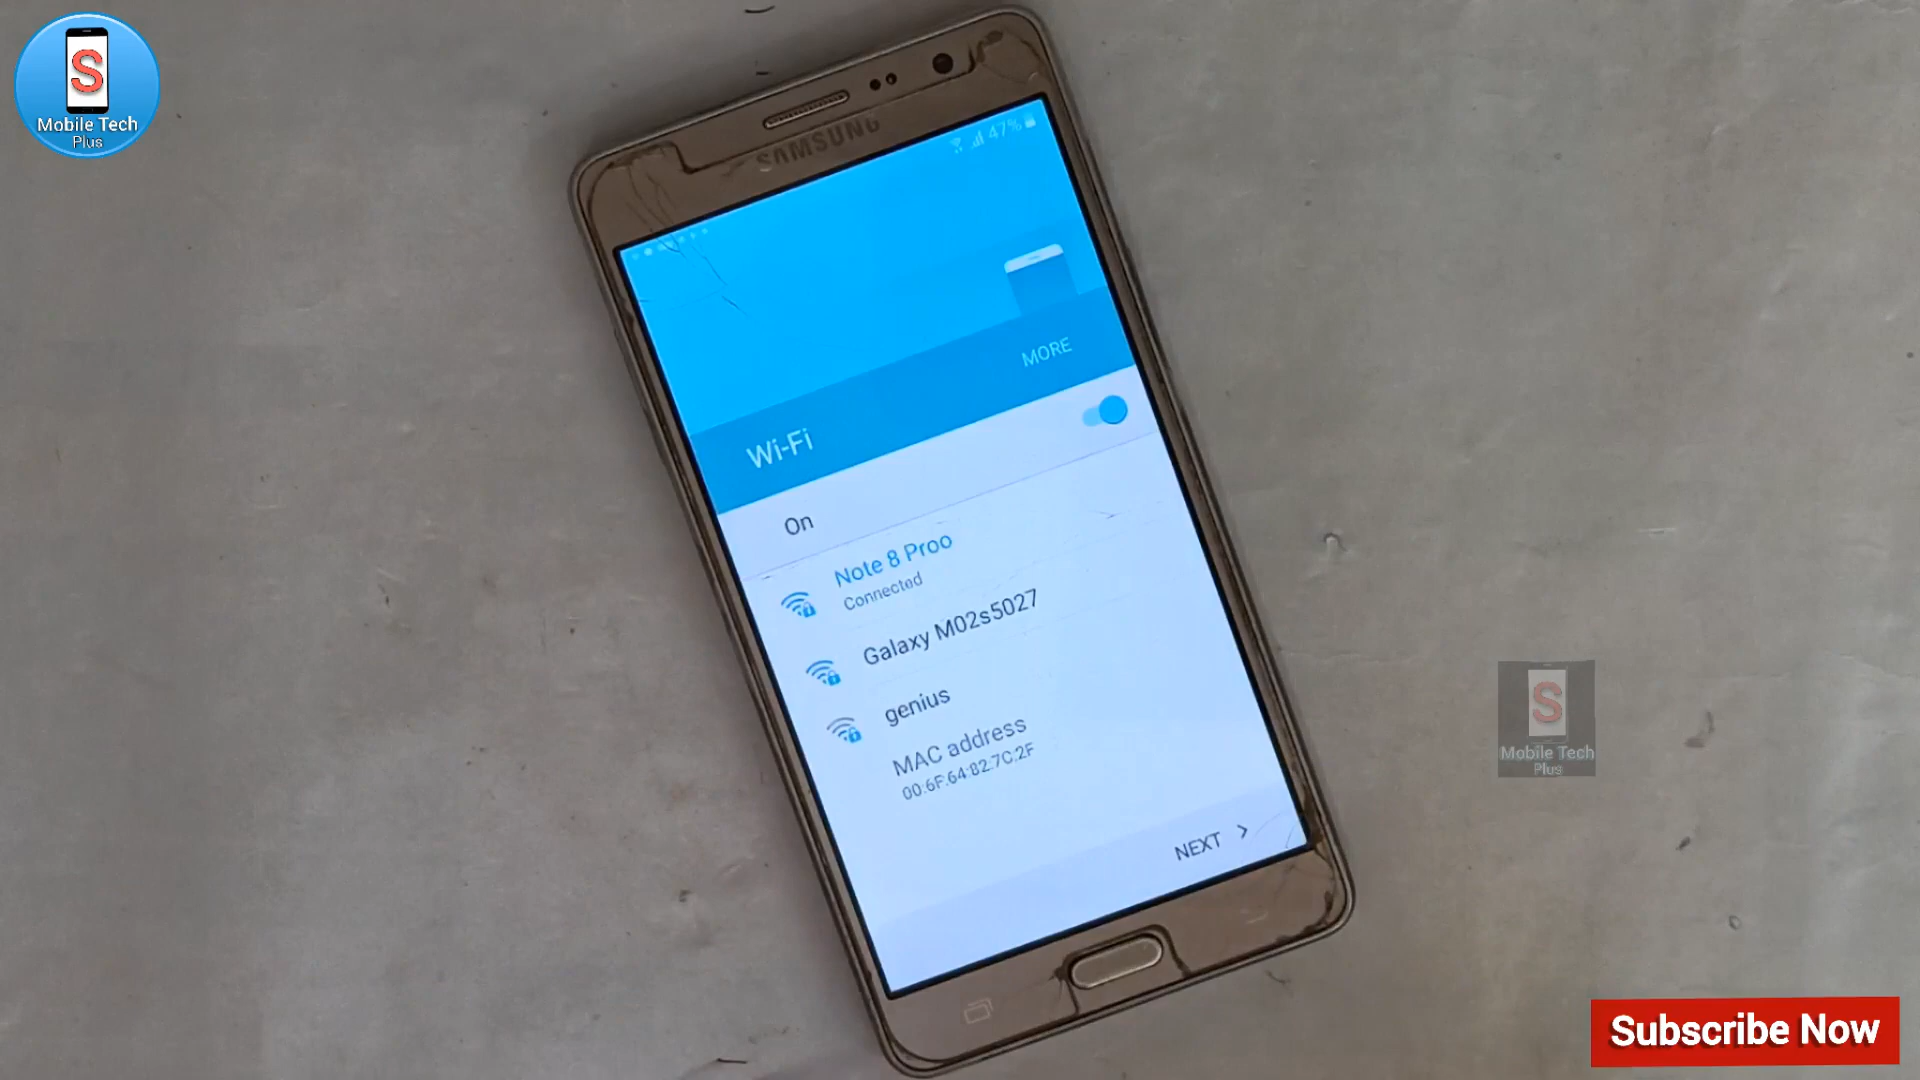 S
Mobile Tech
Plus
SAMSUNG
47%
MORE
Wi-Fi
On
Note 8 Proo
Connected
Galaxy M02s5027
genius
MAC address
00:6F:64:82:7C:2F
NEXT >
S
Mobile Tech
Plus
Subscribe Now